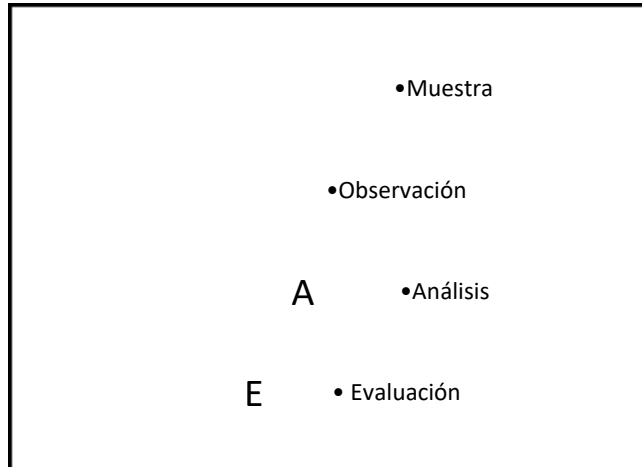 •Muestra
•Observación
A •Análisis
E • Evaluación